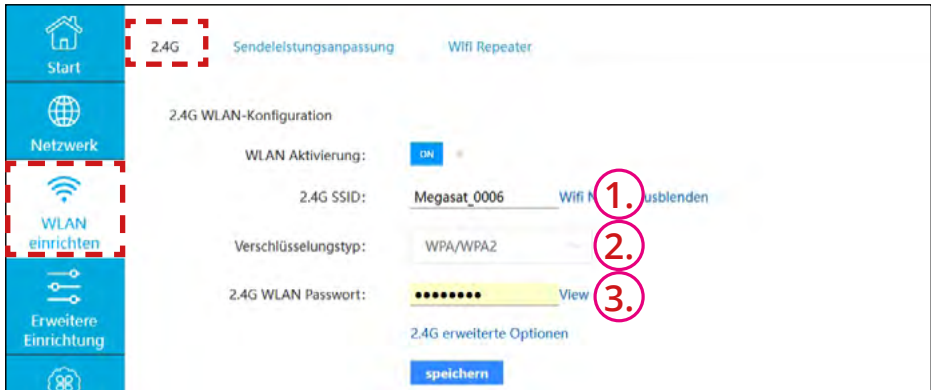 Start
Netzwerk
WLAN
einrichten
Erweitere
Einrichtung
2.4G Sendeleistungsanpassung Wifi Repeater
2.4G WLAN-Konfiguration
WLAN Aktivierung: ON
2.4G SSID: Megasat_0006 Wifi 1.
Verschlüsselungstyp: WPA/WPA2 2.
2.4G WLAN Passwort: •••••••• View 3.
2.4G erweiterte Optionen
speichern